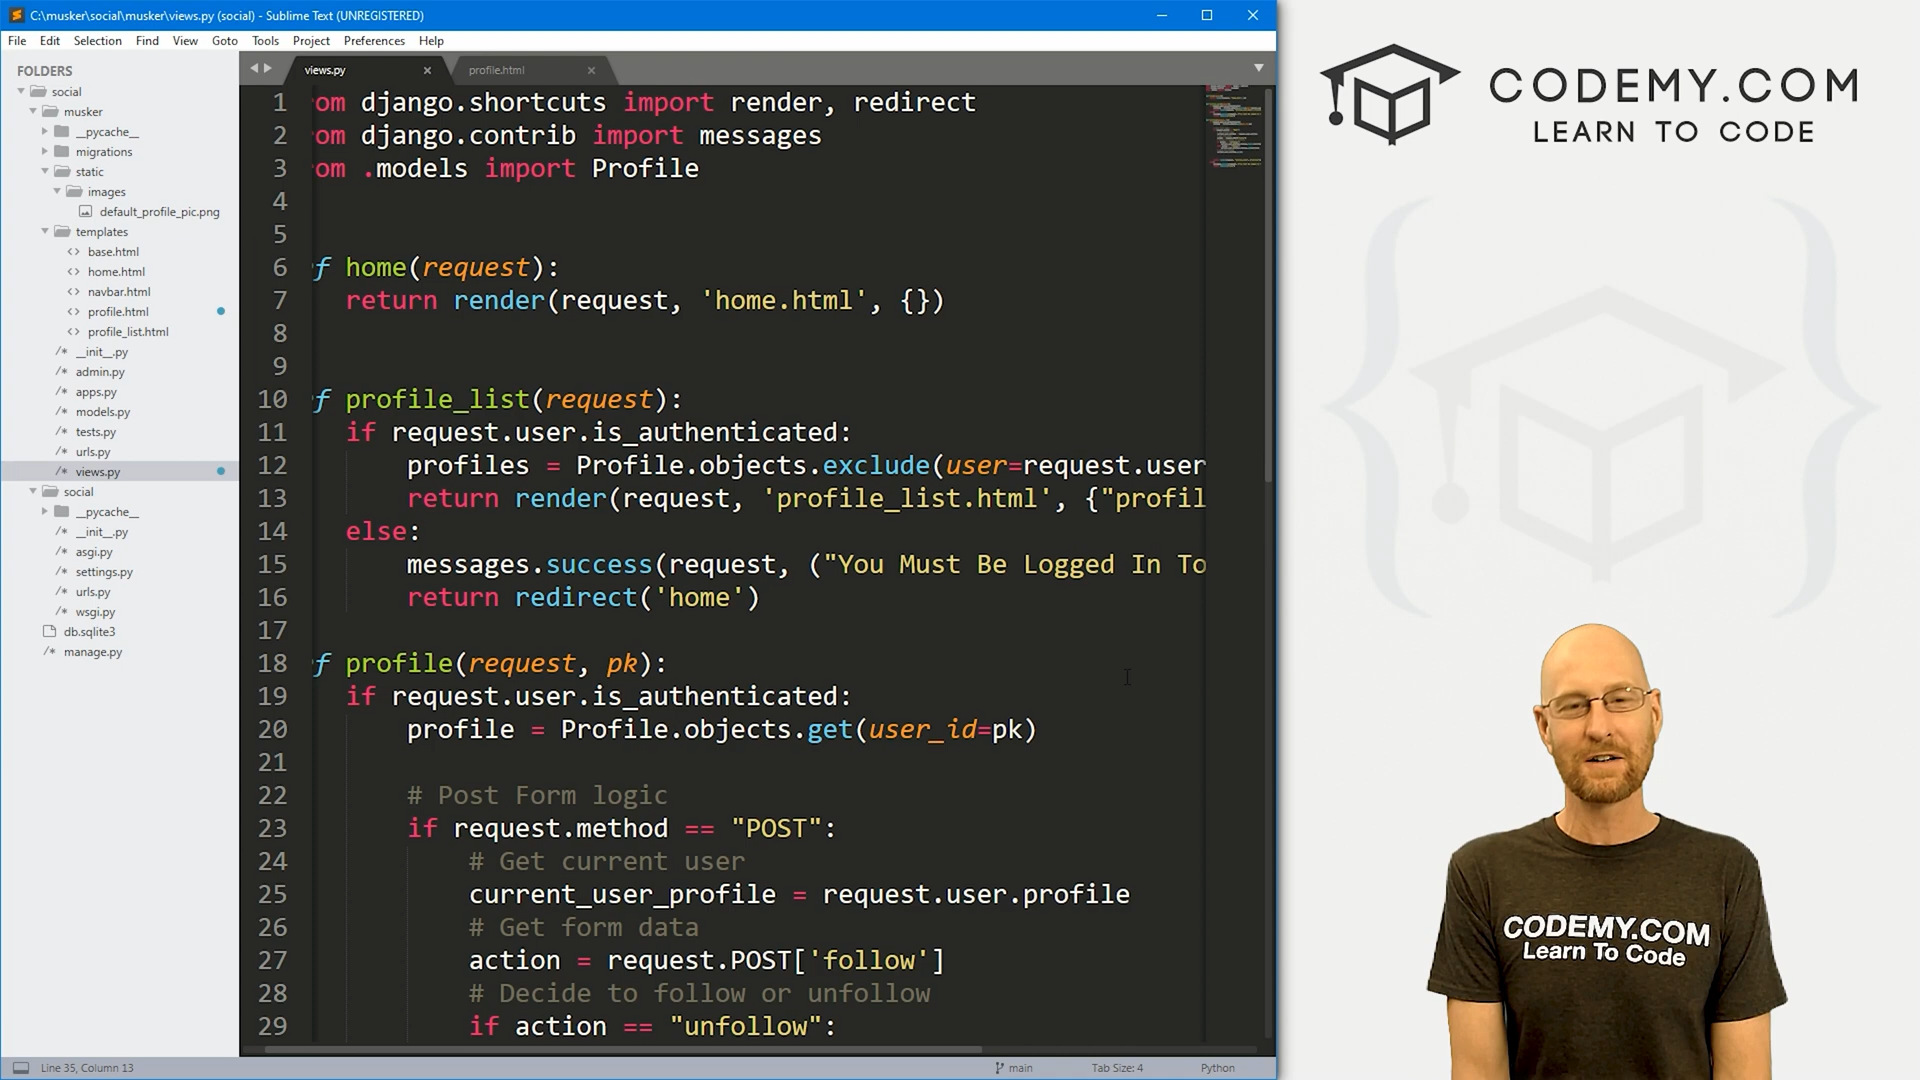 C:\musker\social\musker\views.py (social) - Sublime Text (UNREGISTERED)
File Edit Selection Find View Goto Tools Project Preferences Help
FOLDERS
social
musker
__pycache__
migrations
static
images
default_profile_pic.png
templates
base.html
home.html
navbar.html
profile.html
profile_list.html
__init__.py
admin.py
apps.py
models.py
tests.py
urls.py
views.py
social
__pycache__
__init__.py
asgi.py
settings.py
urls.py
wsgi.py
db.sqlite3
manage.py
views.py profile.html
1 rom django.shortcuts import render, redirect
2 rom django.contrib import messages
3 rom .models import Profile
4
5
6 f home(request):
7 return render(request, 'home.html', {})
8
9
10 f profile_list(request):
11 if request.user.is_authenticated:
12 profiles = Profile.objects.exclude(user=request.user
13 return render(request, 'profile_list.html', {"profil
14 else:
15 messages.success(request, ("You Must Be Logged In To
16 return redirect('home')
17
18 f profile(request, pk):
19 if request.user.is_authenticated:
20 profile = Profile.objects.get(user_id=pk)
21
22 # Post Form logic
23 if request.method == "POST":
24 # Get current user
25 current_user_profile = request.user.profile
26 # Get form data
27 action = request.POST['follow']
28 # Decide to follow or unfollow
29 if action == "unfollow":
Line 35, Column 13 main Tab Size: 4 Python
CODEMY.COM
LEARN TO CODE
CODEMY.COM
Learn To Code